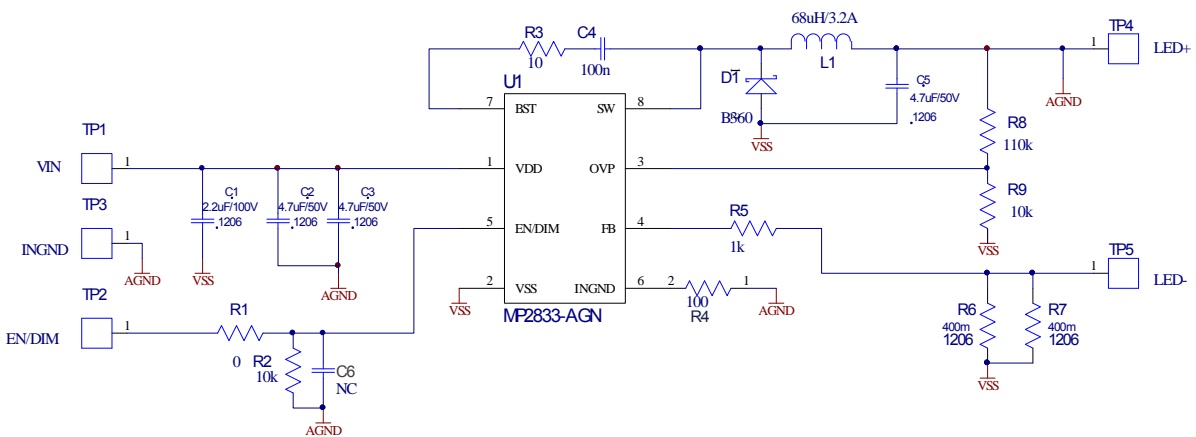 68uH/3.2A
TP4
R3
C4
1
LED+
10
100n
L1
U1
D1
C5
4.7uF/50V
AGND
7
BST
SW
8
B360
.1206
TP1
VSS
R8
110k
VIN
1
1
VDD
OVP
3
TP3
C1
C2
C3
2.2uF/100V
4.7uF/50V
4.7uF/50V
R9
.1206
.1206
.1206
10k
1
5
EN/DIM
FB
4
R5
INGND
1k
VSS
TP5
AGND
VSS
1
LED-
TP2
AGND
VSS
2
VSS
INGND
6
2
1
100
AGND
R4
MP2833-AGN
R6
R7
1
R1
400m
400m
EN/DIM
1206
1206
0
R2
10k
C6
NC
VSS
AGND